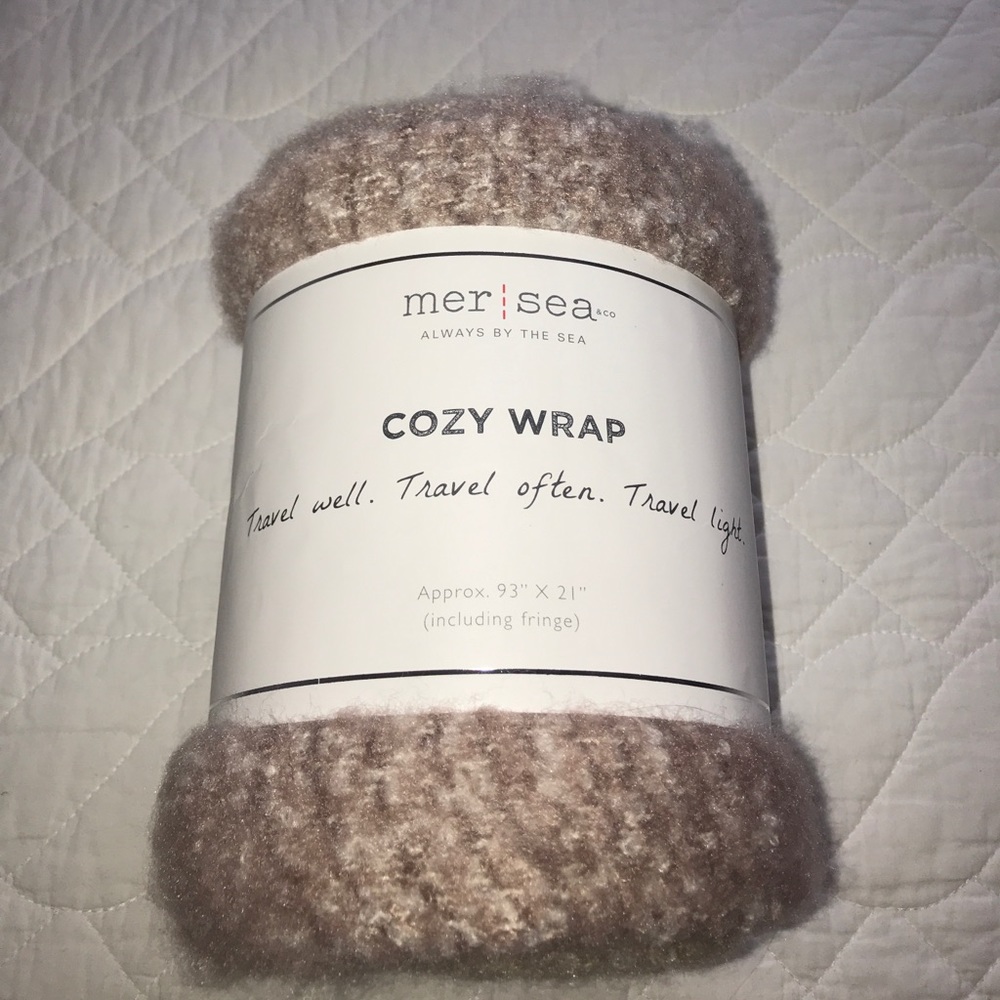 mer¦sea &co
ALWAYS BY THE SEA
COZY WRAP
Travel well. Travel often. Travel light.
Approx. 93" X 21"
(including fringe)